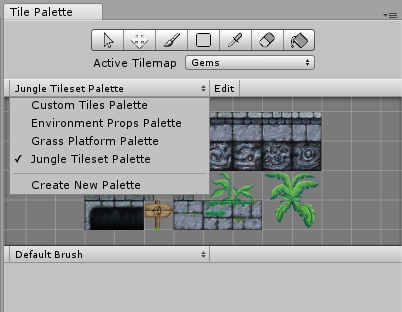 Tile Palette
Active Tilemap Gems
Jungle Tileset Palette Edit
Custom Tiles Palette
Environment Props Palette
Grass Platform Palette
✓ Jungle Tileset Palette
Create New Palette
Default Brush